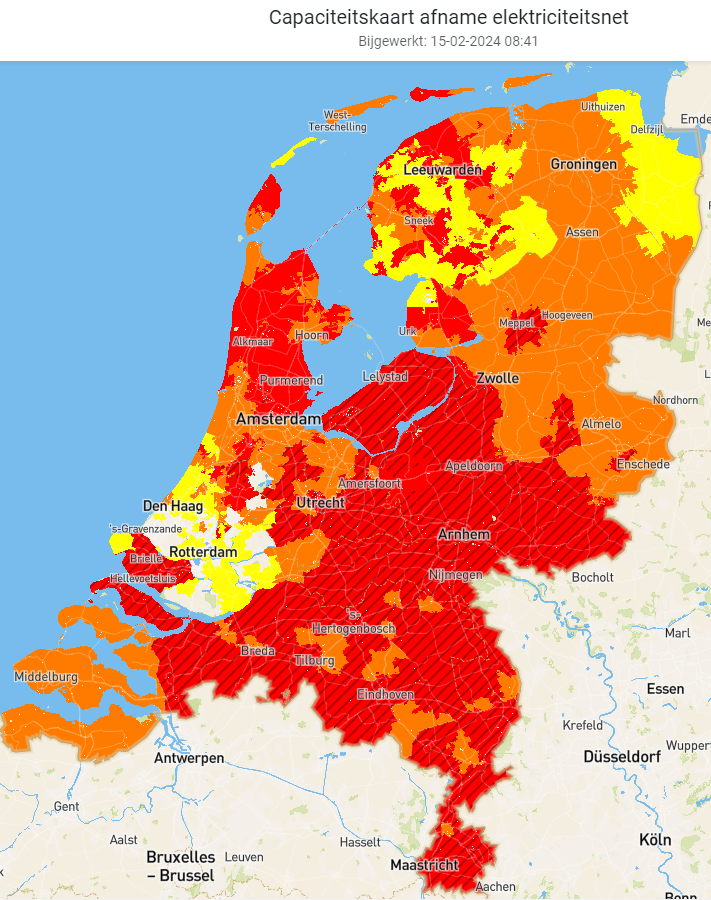 Capaciteitskaart afname elektriciteitsnet
Bijgewerkt: 15-02-2024 08:41
Uithuizen
West-
Terschelling
Delfzijl
Emde
Leeuwarden
Groningen
Sneek
Assen
Urk
Meppel
Hoogeveen
Me
Hoorn
Alkmaar
Purmerend
Lelystad
Zwolle
L
Nordhorn
Amsterdam
Almelo
Enschede
Apeldoorn
Amersfoort
Utrecht
Den Haag
's-Gravenzande
Rotterdam
Arnhem
Brielle
Hellevoetsluis
Nijmegen
Bocholt
's-
Hertogenbosch
Marl
Breda
Tilburg
Middelburg
Eindhoven
Essen
Krefeld
Wuppert
Düsseldorf
Antwerpen
Gent
Aalst
Hasselt
Köln
Bruxelles
– Brussel
Leuven
Maastricht
Aachen
Bonn